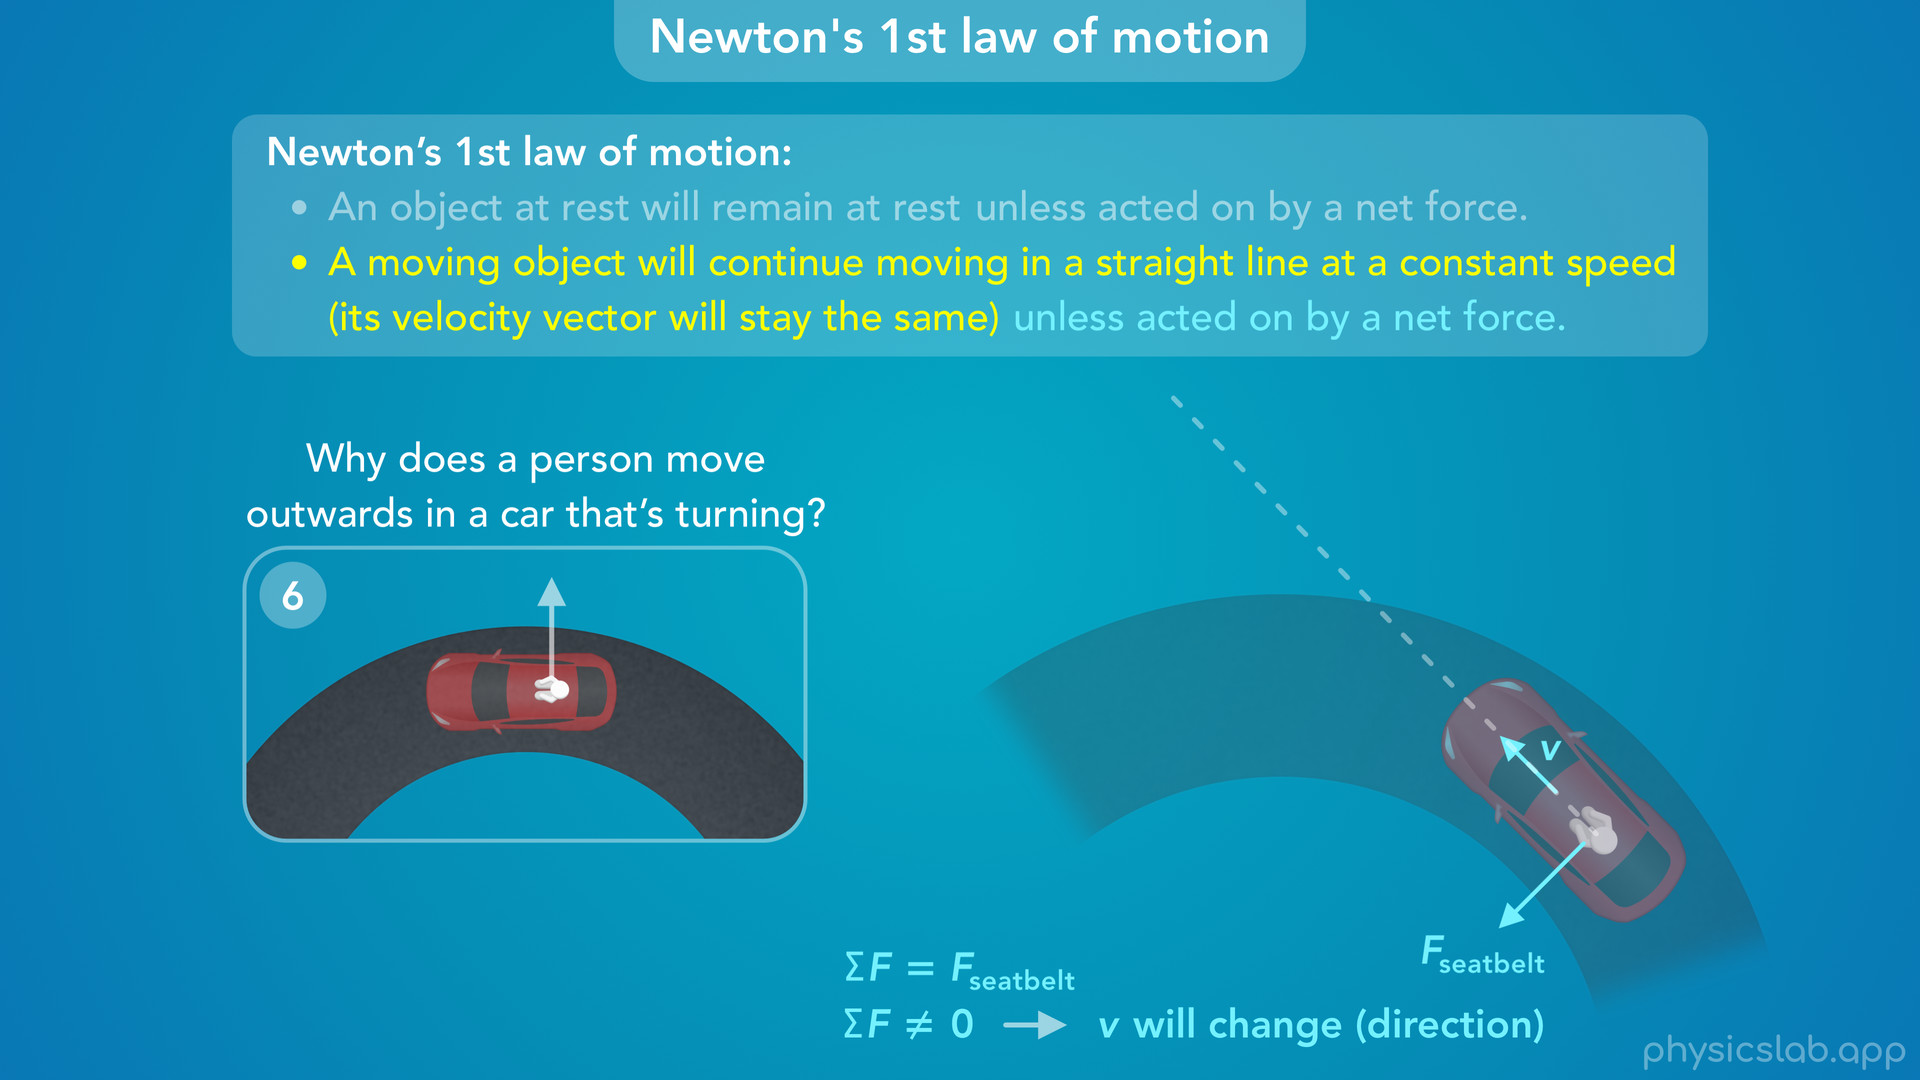 Newton's 1st law of motion
Newton’s 1st law of motion:
• An object at rest will remain at rest unless acted on by a net force.
• A moving object will continue moving in a straight line at a constant speed
(its velocity vector will stay the same) unless acted on by a net force.
Why does a person move
outwards in a car that’s turning?
6
v
F seatbelt
ΣF = F seatbelt
ΣF ≠ 0 → v will change (direction)
physicslab.app